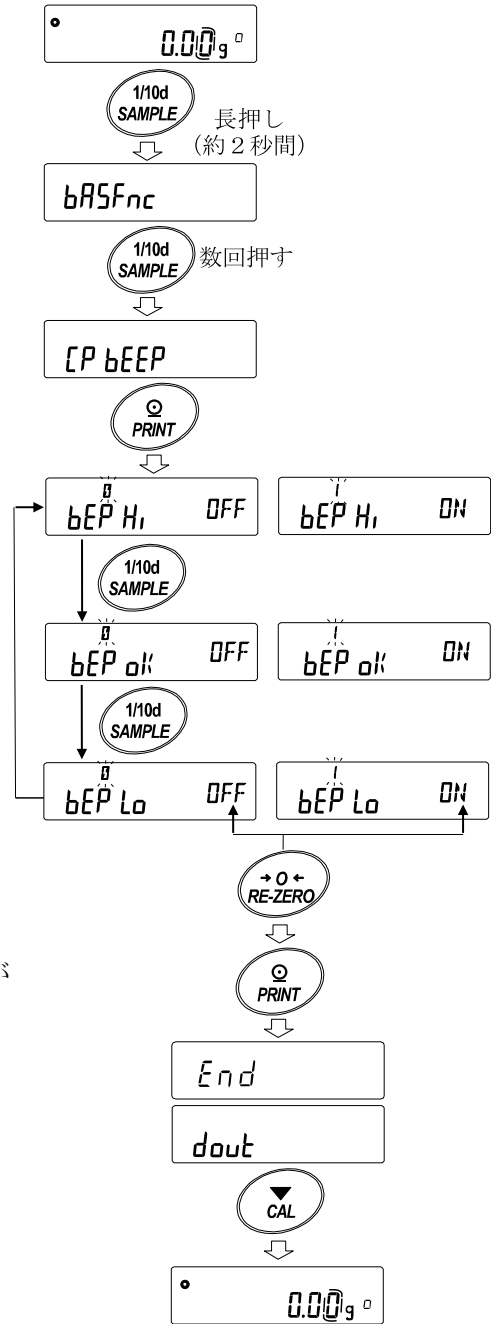 0.00g
1/10d
SAMPLE
長押し
(約２秒間)
bASFnc
1/10d
SAMPLE
数回押す
CP bEEP
PRINT
0
bEP Hi OFF
1
bEP Hi ON
1/10d
SAMPLE
0
bEP oK OFF
1
bEP oK ON
1/10d
SAMPLE
0
bEP Lo OFF
1
bEP Lo ON
→0←
RE-ZERO
が
PRINT
End
dout
CAL
0.00g